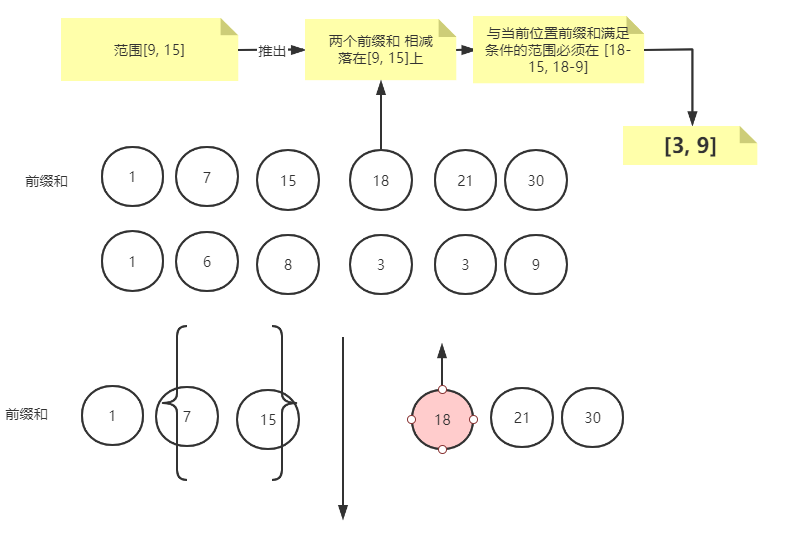 范围[9, 15]
推出
两个前缀和 相减
落在[9, 15]上
与当前位置前缀和满足
条件的范围必须在 [18-
15, 18-9]
[3, 9]
前缀和
1 7 15 18 21 30
1 6 8 3 3 9
前缀和
1 7 15 18 21 30